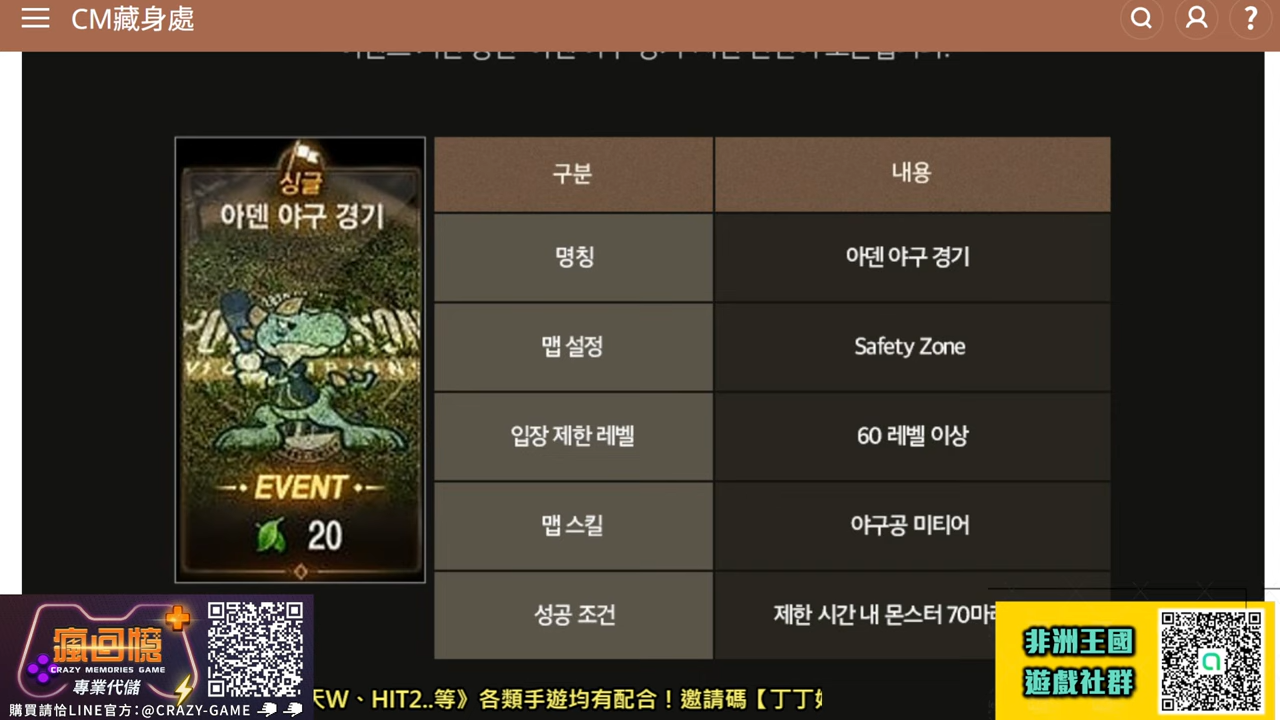 CM藏身處
싱글
아덴 야구 경기
EVENT
20
구분 내용
명칭 아덴 야구 경기
맵 설정 Safety Zone
입장 제한 레벨 60 레벨 이상
맵 스킬 야구공 미티어
성공 조건 제한 시간 내 몬스터 70마리
瘋回憶
CRAZY MEMORIES GAME
專業代儲
購買請恰LINE官方:@CRAZY-GAME
天W、HIT2..等》各類手遊均有配合！邀請碼【丁丁
非洲王國
遊戲社群